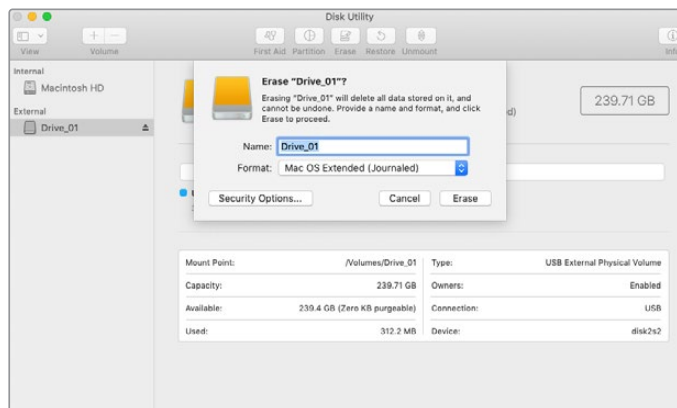 Disk Utility
View
Volume
First Aid
Partition
Erase
Restore
Unmount
Internal
Macintosh HD
External
Drive_01
Erase "Drive_01"?
Erasing "Drive_01" will delete all data stored on it, and
cannot be undone. Provide a name and format, and click
Erase to proceed.
Name: Drive_01
Format: Mac OS Extended (Journaled)
Security Options...
Cancel
Erase
239.71 GB
Mount Point: /Volumes/Drive_01
Capacity: 239.71 GB
Available: 239.4 GB (Zero KB purgeable)
Used: 312.2 MB
Type: USB External Physical Volume
Owners: Enabled
Connection: USB
Device: disk2s2